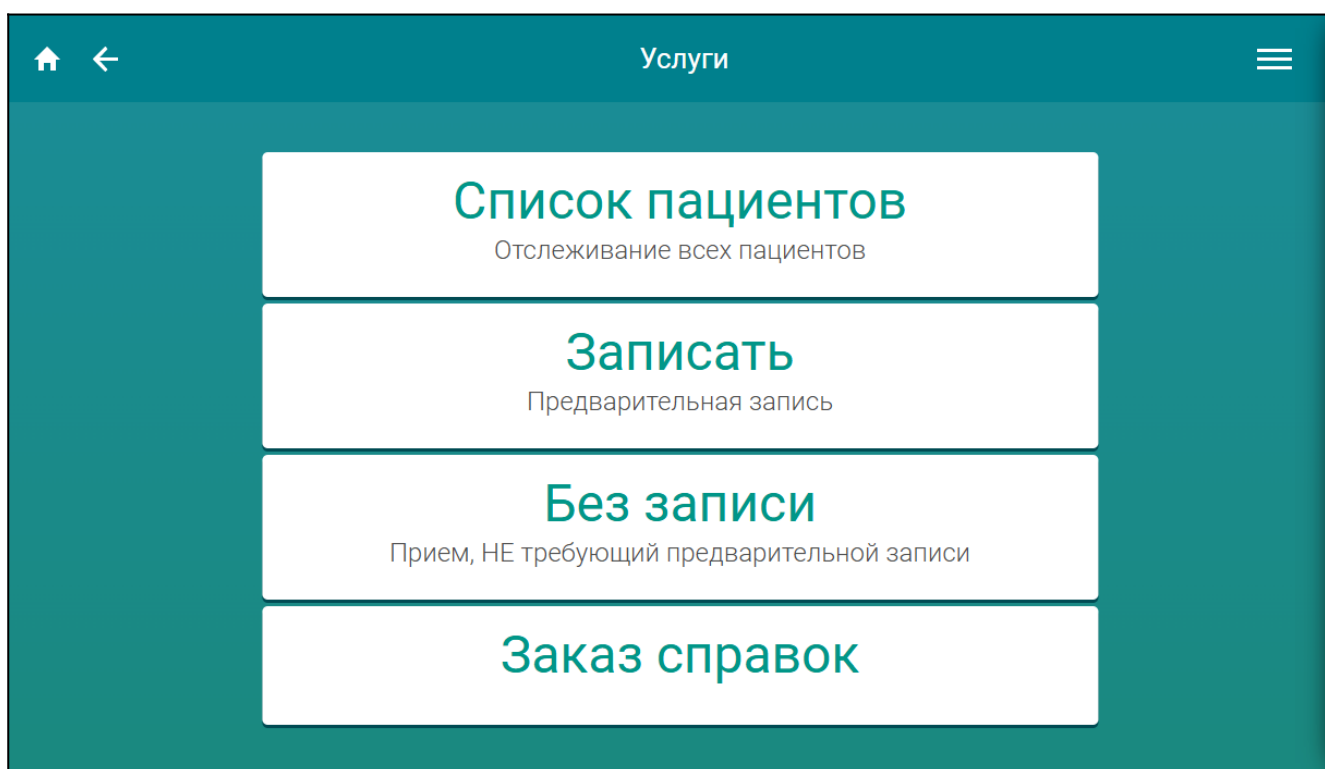 Услуги
Список пациентов
Отслеживание всех пациентов
Записать
Предварительная запись
Без записи
Прием, НЕ требующий предварительной записи
Заказ справок